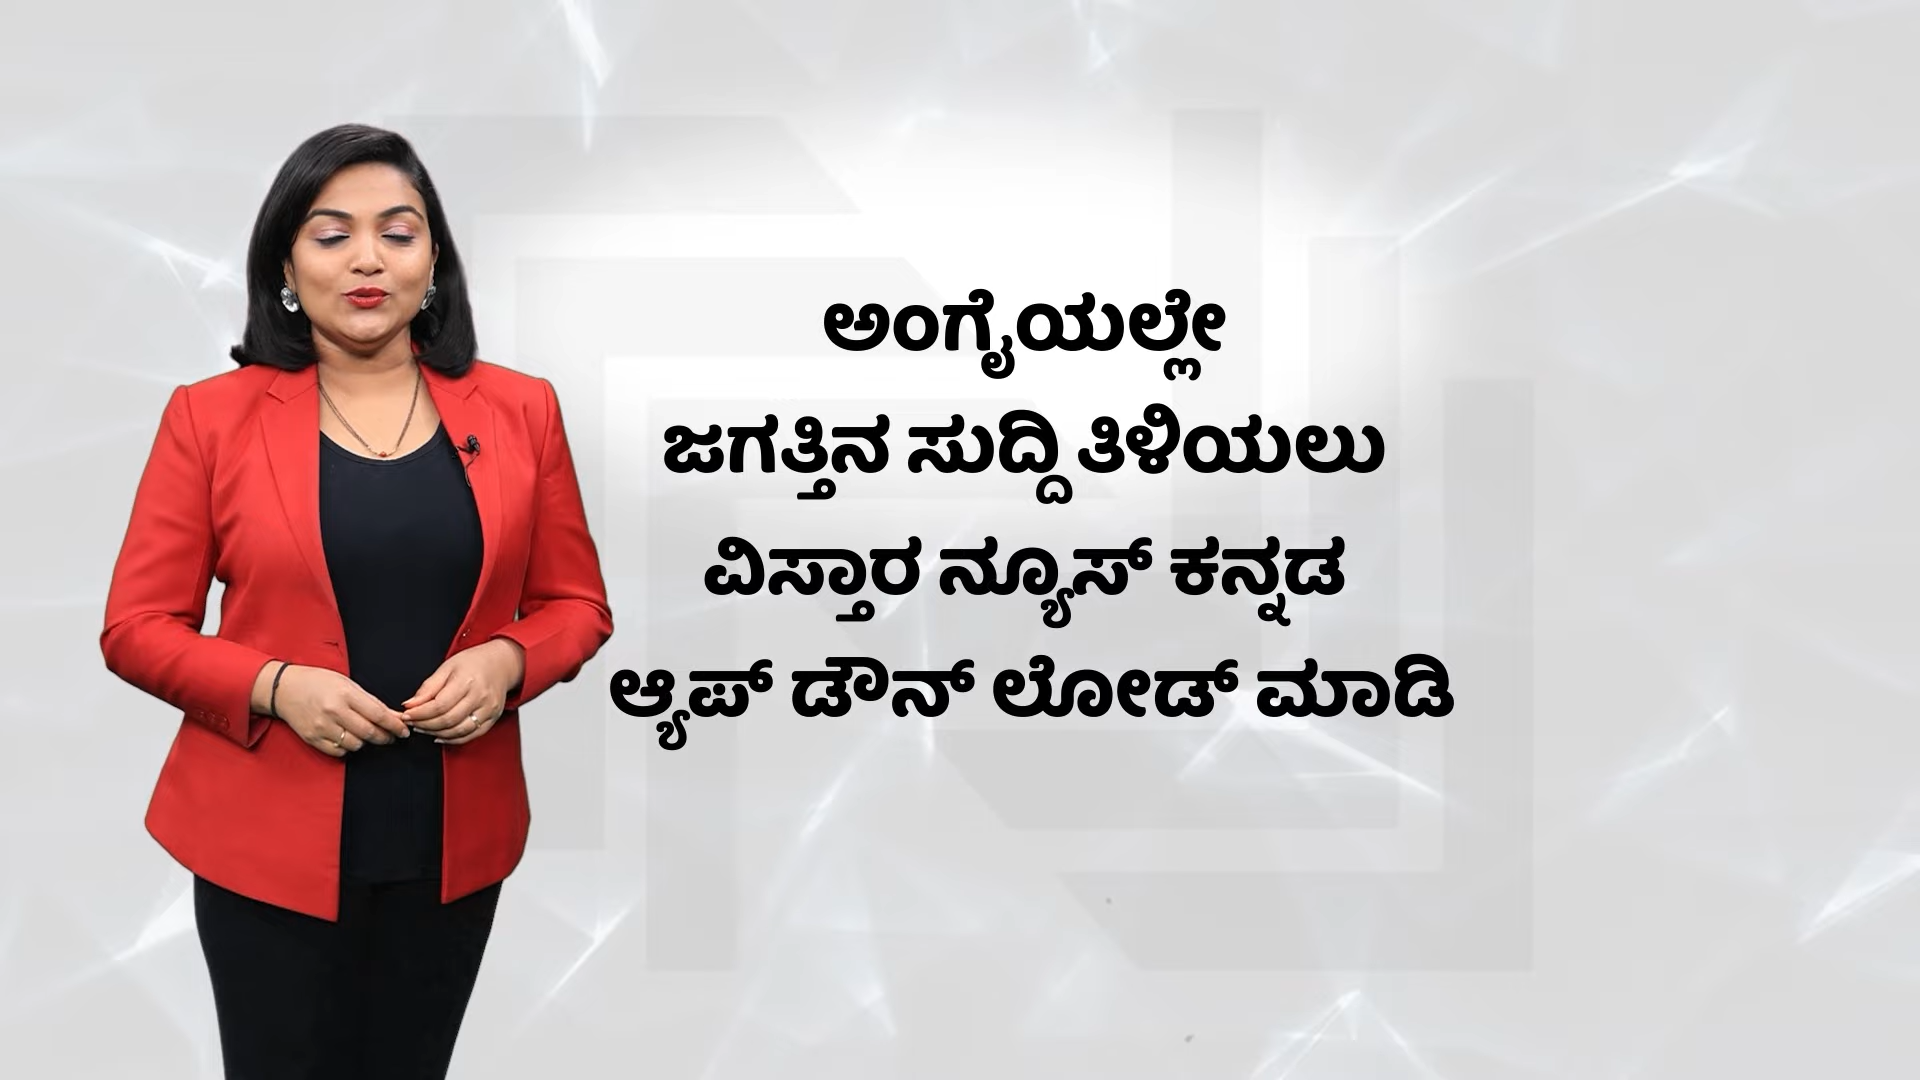 ಅಂಗೈಯಲ್ಲೇ
ಜಗತ್ತಿನ ಸುದ್ದಿ ತಿಳಿಯಲು
ವಿಸ್ತಾರ ನ್ಯೂಸ್ ಕನ್ನಡ
ಆ್ಯಪ್ ಡೌನ್ ಲೋಡ್ ಮಾಡಿ